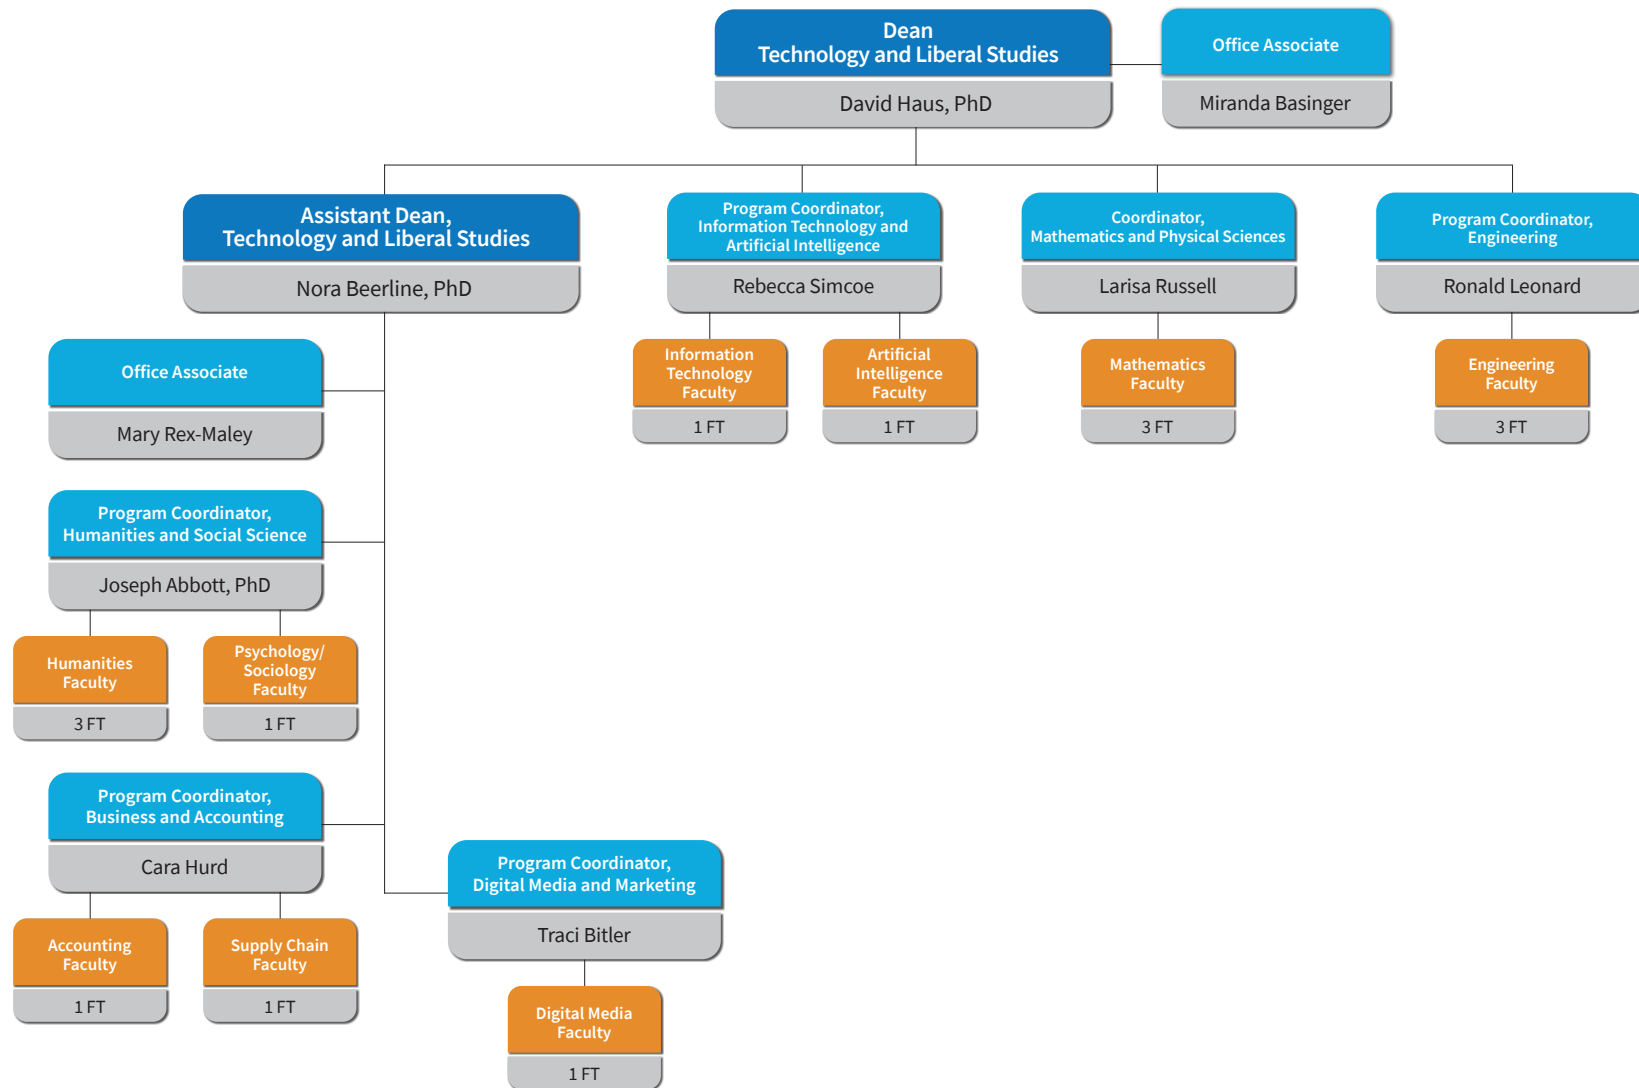 Dean
Technology and Liberal Studies
David Haus, PhD
Office Associate
Miranda Basinger
Assistant Dean,
Technology and Liberal Studies
Nora Beerline, PhD
Program Coordinator,
Information Technology and
Artificial Intelligence
Rebecca Simcoe
Coordinator,
Mathematics and Physical Sciences
Larisa Russell
Program Coordinator,
Engineering
Ronald Leonard
Information
Technology
Faculty
1 FT
Artificial
Intelligence
Faculty
1 FT
Mathematics
Faculty
3 FT
Engineering
Faculty
3 FT
Office Associate
Mary Rex-Maley
Program Coordinator,
Humanities and Social Science
Joseph Abbott, PhD
Humanities
Faculty
3 FT
Psychology/
Sociology
Faculty
1 FT
Program Coordinator,
Business and Accounting
Cara Hurd
Accounting
Faculty
1 FT
Supply Chain
Faculty
1 FT
Program Coordinator,
Digital Media and Marketing
Traci Bitler
Digital Media
Faculty
1 FT